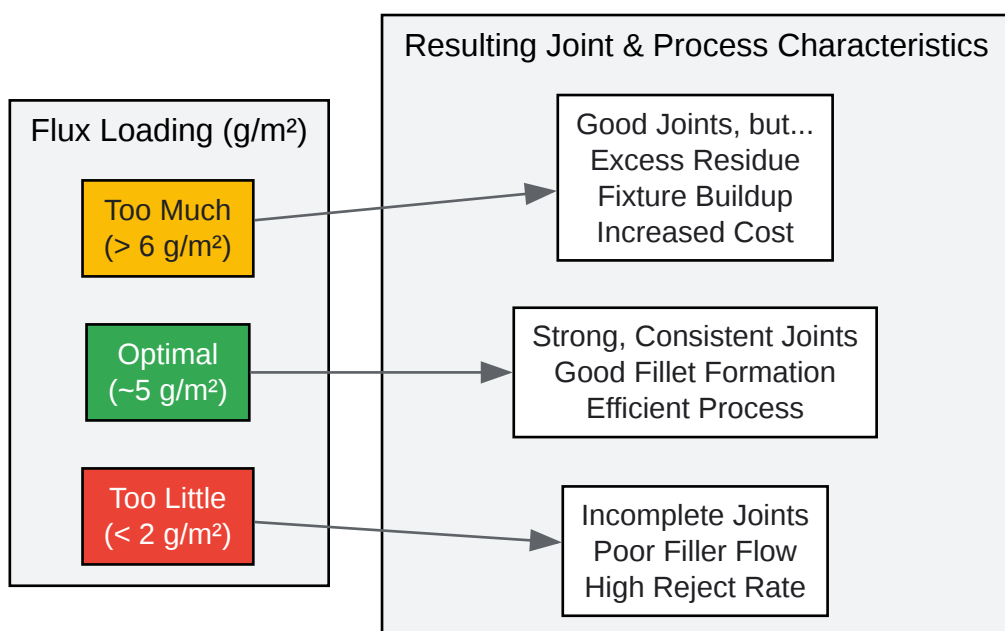 Resulting Joint & Process Characteristics
Flux Loading (g/m²)
Too Much
(> 6 g/m²)
Good Joints, but...
Excess Residue
Fixture Buildup
Increased Cost
Optimal
(~5 g/m²)
Strong, Consistent Joints
Good Fillet Formation
Efficient Process
Too Little
(< 2 g/m²)
Incomplete Joints
Poor Filler Flow
High Reject Rate